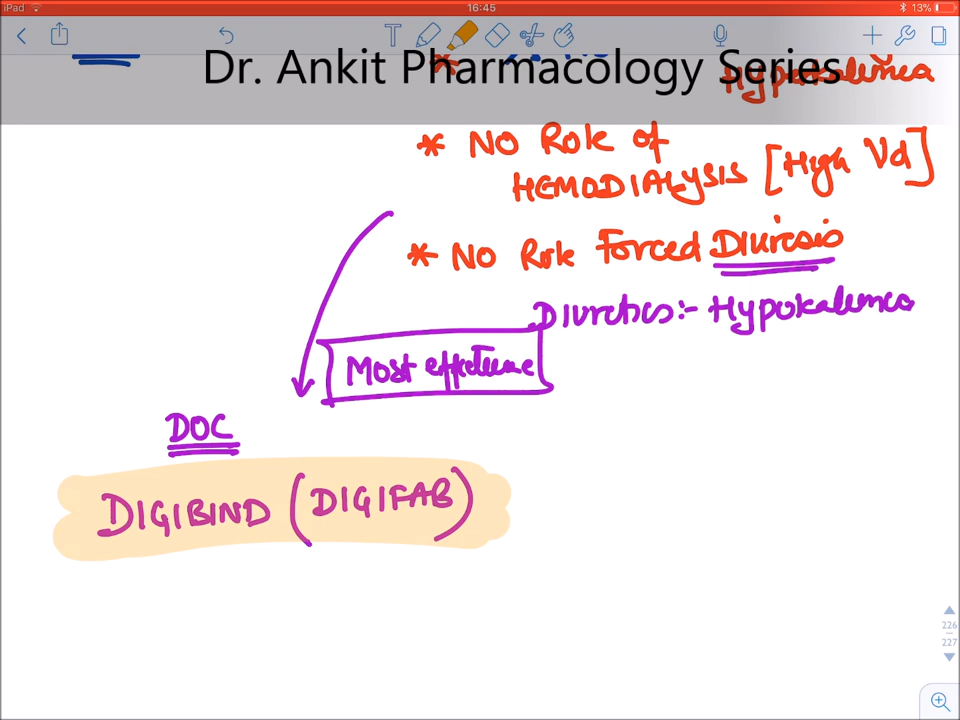 iPad 16:45 13%
Dr. Ankit Pharmacology Series
Hypokalemia
* NO Role of
HEMODIALYSIS [High Vd]
* NO Role Forced Diuresis
Diuretics:- Hypokalemea
Most effective
DOC
DIGIBIND (DIGIFAB)
226
227